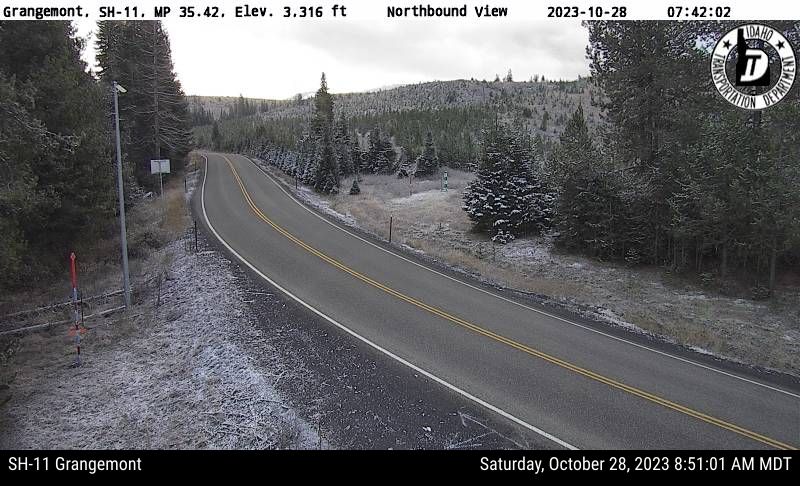 Grangemont, SH-11, MP 35.42, Elev. 3,316 ft Northbound View 2023-10-28 07:42:02
IDAHO
TRANSPORTATION DEPARTMENT
SH-11 Grangemont Saturday, October 28, 2023 8:51:01 AM MDT